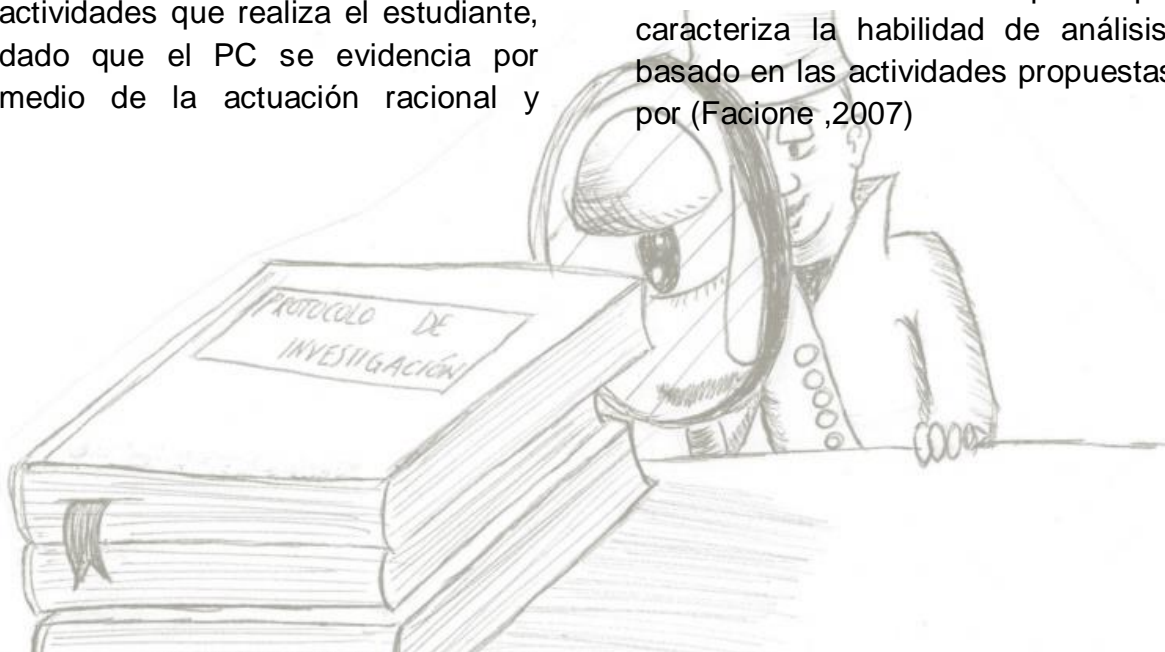 actividades que realiza el estudiante,
dado que el PC se evidencia por
medio de la actuación racional y
caracteriza la habilidad de análisis
basado en las actividades propuestas
por (Facione ,2007)
PROTOCOLO DE
INVESTIGACIÓN